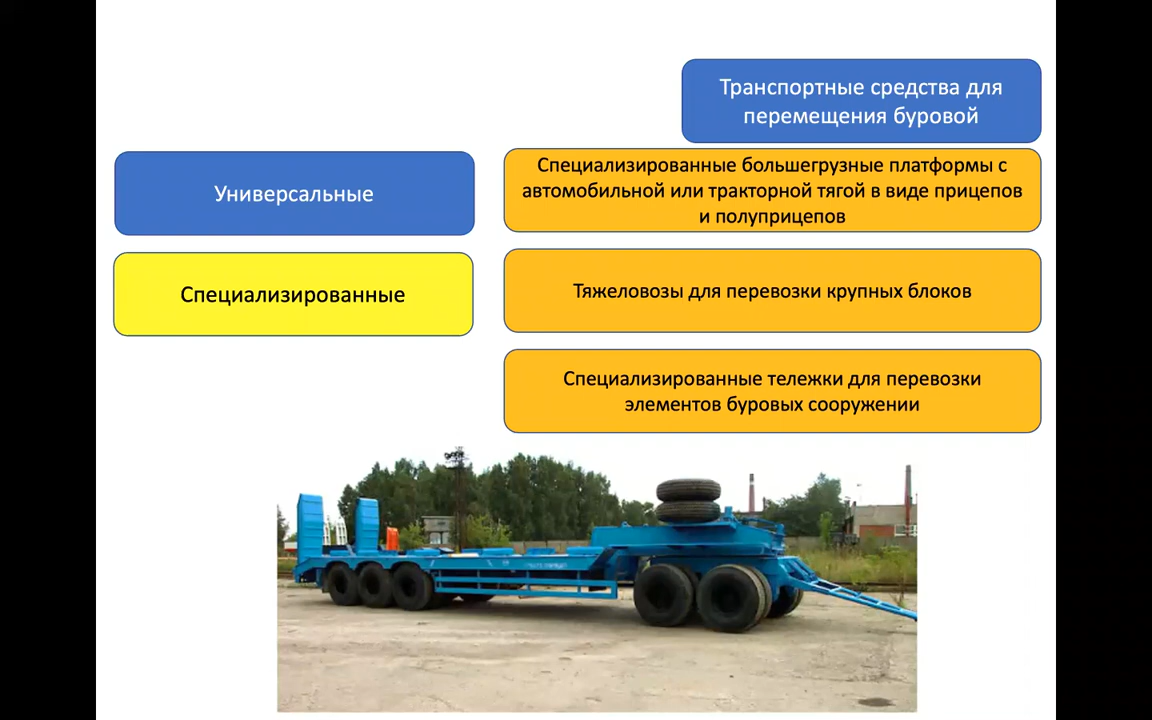 Транспортные средства для
перемещения буровой
Универсальные
Специализированные
Специализированные большегрузные платформы с
автомобильной или тракторной тягой в виде прицепов
и полуприцепов
Тяжеловозы для перевозки крупных блоков
Специализированные тележки для перевозки
элементов буровых сооружении